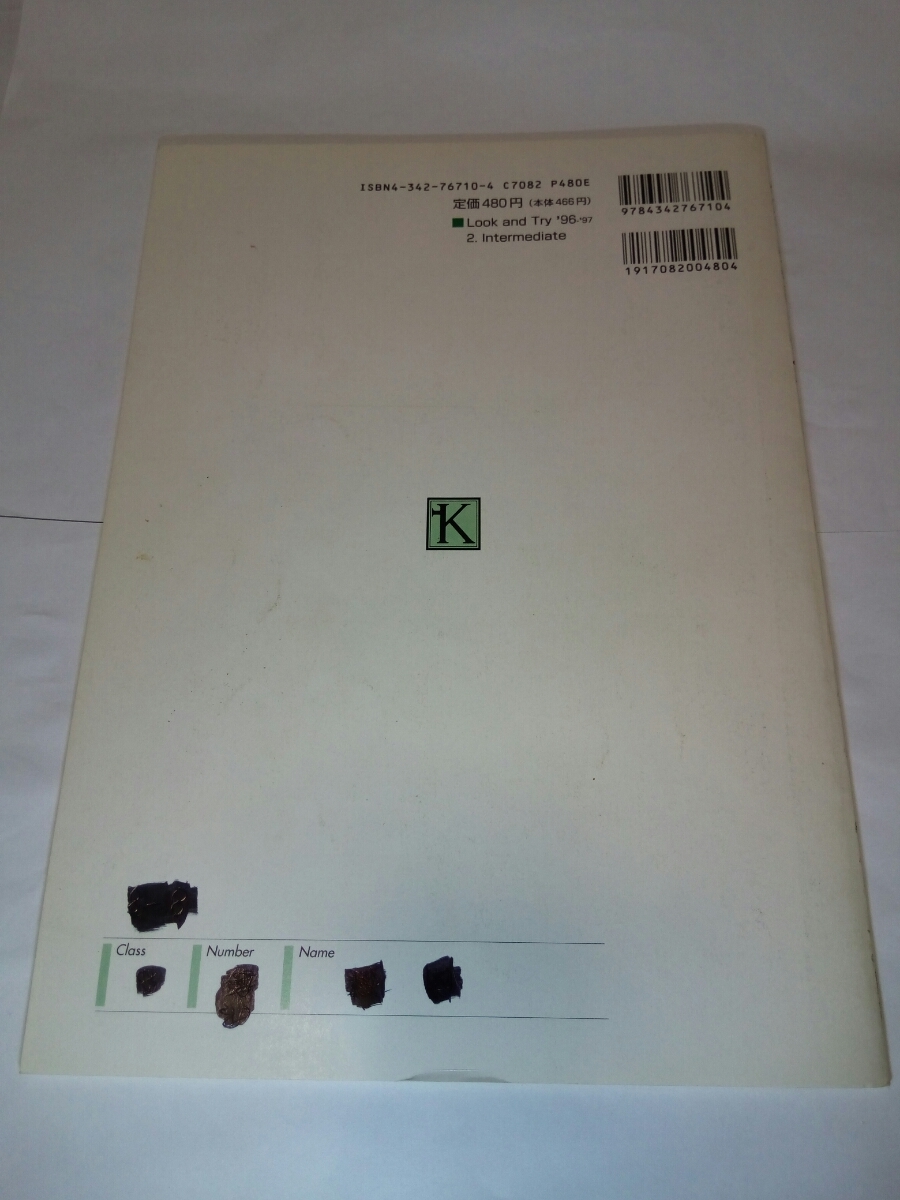 ISBN4-342-76710-4 C7082 P480E
定価480円(本体466円)
Look and Try '96-'97
2. Intermediate
9784342767104
1917082004804
K
Class Number Name